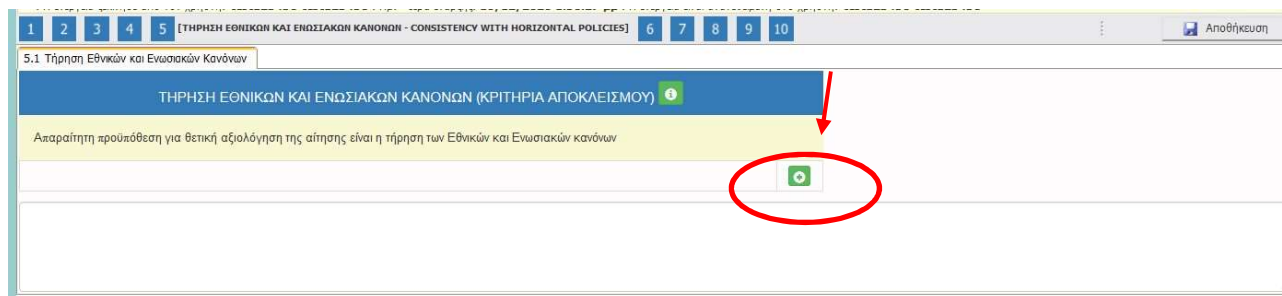 1 2 3 4 5 [ΤΗΡΗΣΗ ΕΘΝΙΚΩΝ ΚΑΙ ΕΝΩΣΙΑΚΩΝ ΚΑΝΟΝΩΝ - CONSISTENCY WITH HORIZONTAL POLICIES] 6 7 8 9 10 Αποθήκευση
5.1 Τήρηση Εθνικών και Ενωσιακών Κανόνων
ΤΗΡΗΣΗ ΕΘΝΙΚΩΝ ΚΑΙ ΕΝΩΣΙΑΚΩΝ ΚΑΝΟΝΩΝ (ΚΡΙΤΗΡΙΑ ΑΠΟΚΛΕΙΣΜΟΥ)
Απαραίτητη προϋπόθεση για θετική αξιολόγηση της αίτησης είναι η τήρηση των Εθνικών και Ενωσιακών κανόνων